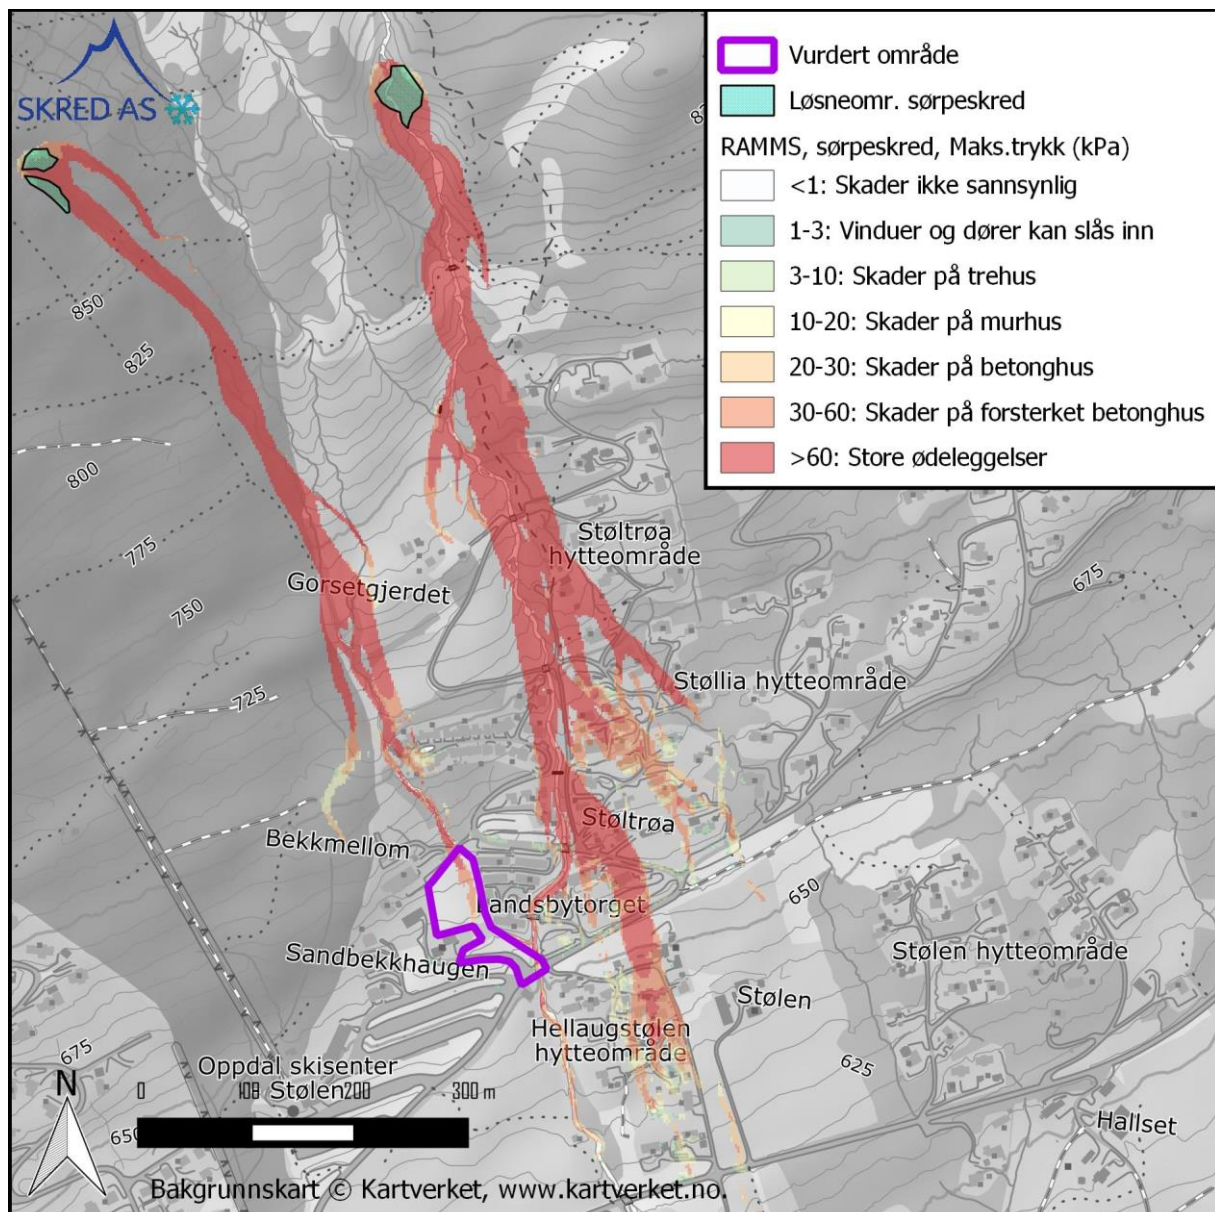 SKRED AS
Vurdert område
Løsneomr. sørpeskred
RAMMS, sørpeskred, Maks.trykk (kPa)
<1: Skader ikke sannsynlig
1-3: Vinduer og dører kan slås inn
3-10: Skader på trehus
10-20: Skader på murhus
20-30: Skader på betonghus
30-60: Skader på forsterket betonghus
>60: Store ødeleggelser
850
825
800
775
750
725
Støltrøa
hytteområde
675
Gorsetgjerdet
Støllia hytteområde
Støltrøa
Bekkmellom
650
Landsbytorget
Sandbekkhaugen
Stølen hytteområde
Stølen
Hellaugstølen
hytteområde
675
625
Oppdal skisenter
Stølen
N
0 200 300 m
650
Hallset
Bakgrunnskart © Kartverket, www.kartverket.no.